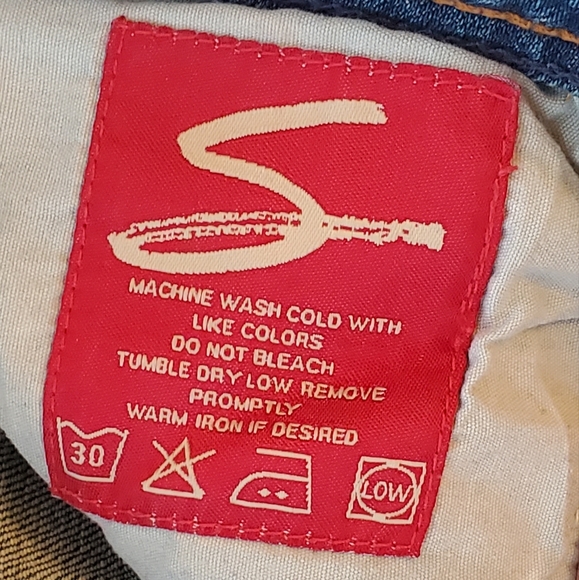 S
MACHINE WASH COLD WITH
LIKE COLORS
DO NOT BLEACH
TUMBLE DRY LOW REMOVE
PROMPTLY
WARM IRON IF DESIRED
30 LOW